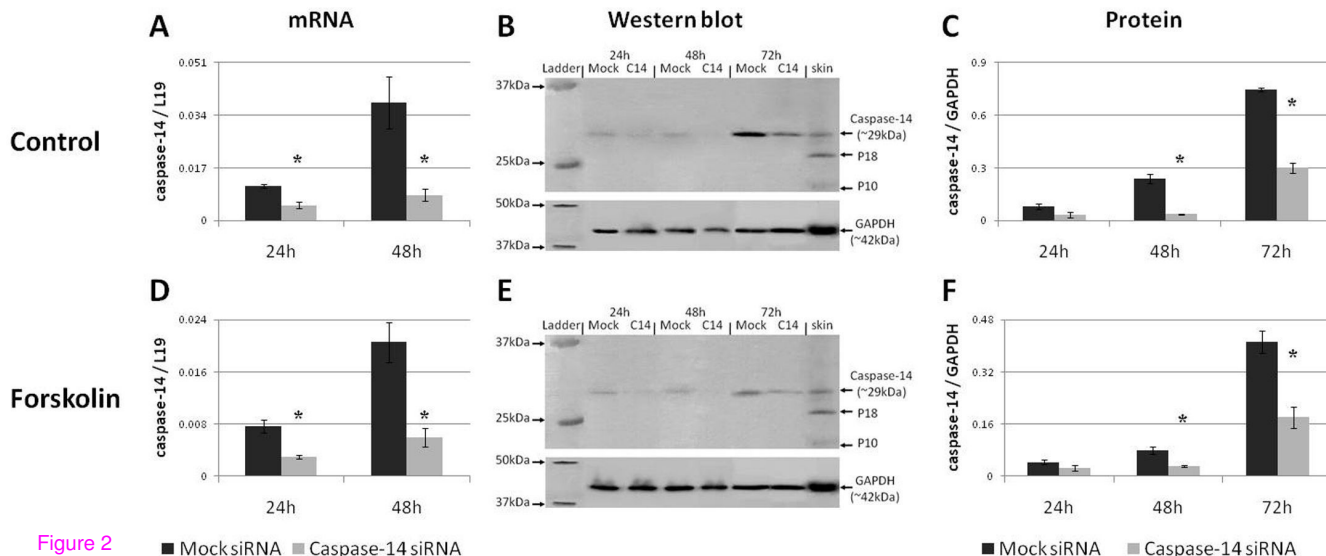 A mRNA B Western blot C Protein
Control
caspase-14 / L19
0.051
0.034
0.017
0
* *
24h 48h
24h 48h 72h
Ladder Mock C14 Mock C14 Mock C14 skin
37kDa
25kDa
50kDa
37kDa
Caspase-14
(~29kDa)
P18
P10
GAPDH
(~42kDa)
caspase-14 / GAPDH
0.9
0.6
0.3
0
* *
24h 48h 72h
D E F
Forskolin
caspase-14 / L19
0.024
0.016
0.008
0
* *
24h 48h
24h 48h 72h
Ladder Mock C14 Mock C14 Mock C14 skin
37kDa
25kDa
50kDa
37kDa
Caspase-14
(~29kDa)
P18
P10
GAPDH
(~42kDa)
caspase-14 / GAPDH
0.48
0.32
0.16
0
* *
24h 48h 72h
Figure 2
Mock siRNA Caspase-14 siRNA Mock siRNA Caspase-14 siRNA